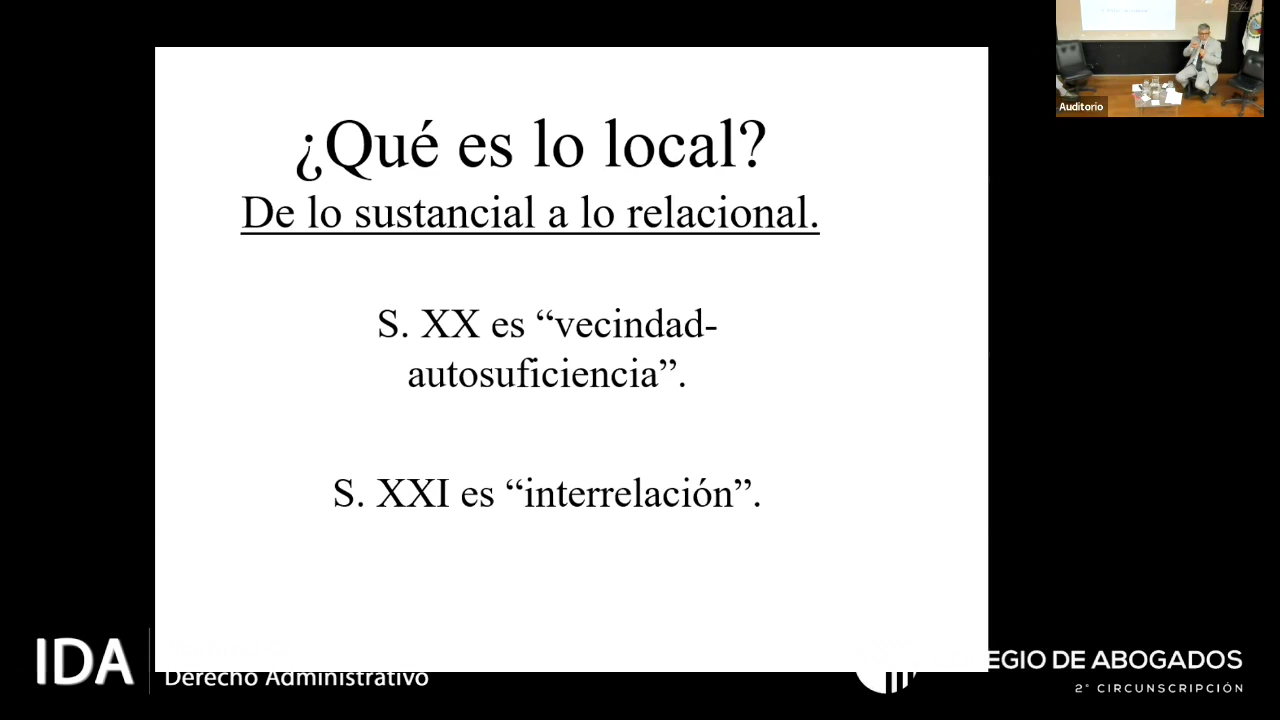 ¿Qué es lo local?
De lo sustancial a lo relacional.
S. XX es “vecindad-
autosuficiencia”.
S. XXI es “interrelación”.
Auditorio
IDA
Derecho Administrativo
EGIO DE ABOGADOS
2° CIRCUNSCRIPCIÓN